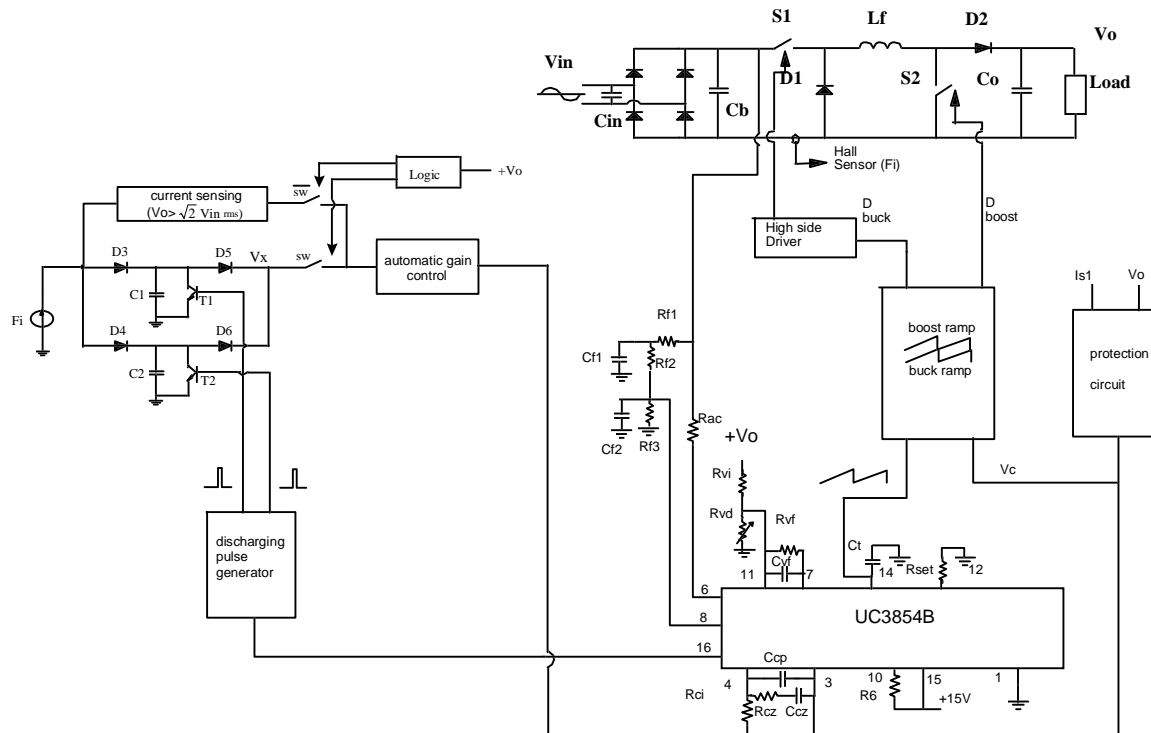 S1
Lf
D2
Vo
Vin
D1
S2
Co
Load
Cin
Cb
Hall
Sensor (Fi)
Logic
+Vo
sw
current sensing
(Vo> √2 Vin rms)
D
buck
D
boost
High side
Driver
D3
D5
Vx
sw
automatic gain
control
Is1
Vo
C1
T1
Fi
D4
D6
Rf1
boost ramp
buck ramp
protection
circuit
Cf1
Rf2
C2
T2
Rac
Cf2
Rf3
+Vo
Vc
Rvi
Rvd
Rvf
discharging
pulse
generator
Ct
Cvf
11
7
14
Rset
12
6
8
UC3854B
16
Ccp
4
3
10
15
1
Rci
Rcz
Ccz
R6
+15V